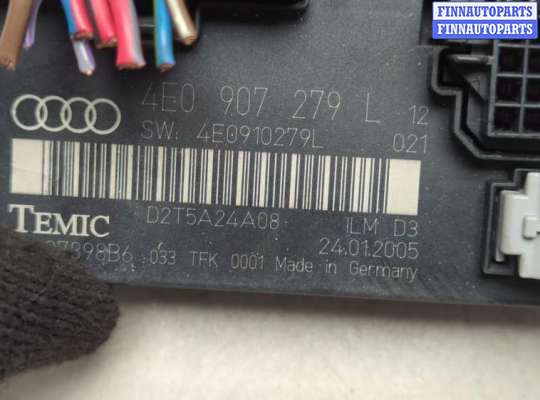 FINNAUTOPARTS
FINNAUTOPARTS
4E0 907 279 L 12
SW: 4E0910279L 021
TEMIC D2T5A24A08 ILM D3
24.01.2005
033 TFK 0001 Made in Germany